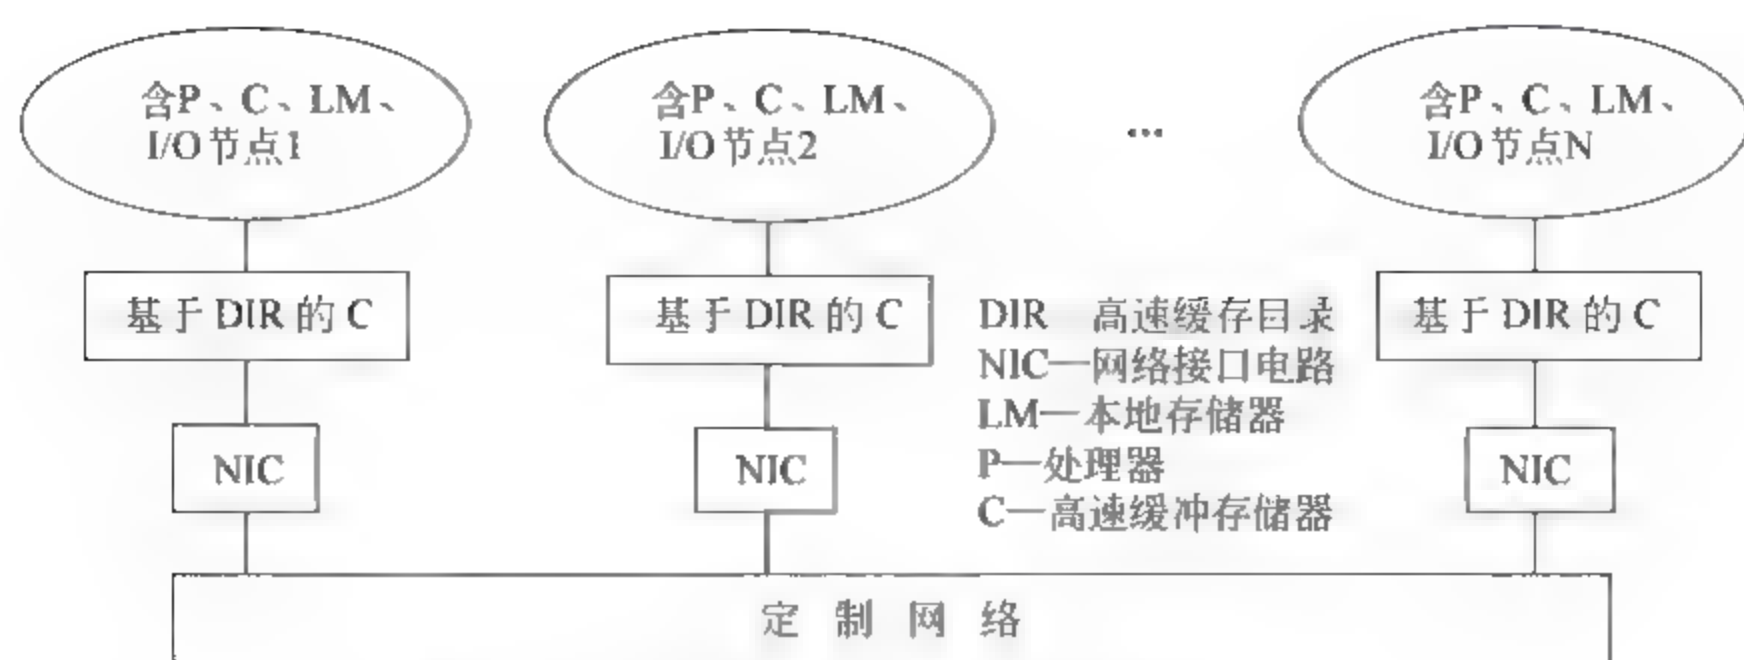 含P、C、LM、
I/O节点1
含P、C、LM、
I/O节点2
...
含P、C、LM、
I/O节点N
基于DIR的C
基于DIR的C
基于DIR的C
DIR—高速缓存目录
NIC—网络接口电路
LM—本地存储器
P—处理器
C—高速缓冲存储器
NIC
NIC
NIC
定制网络